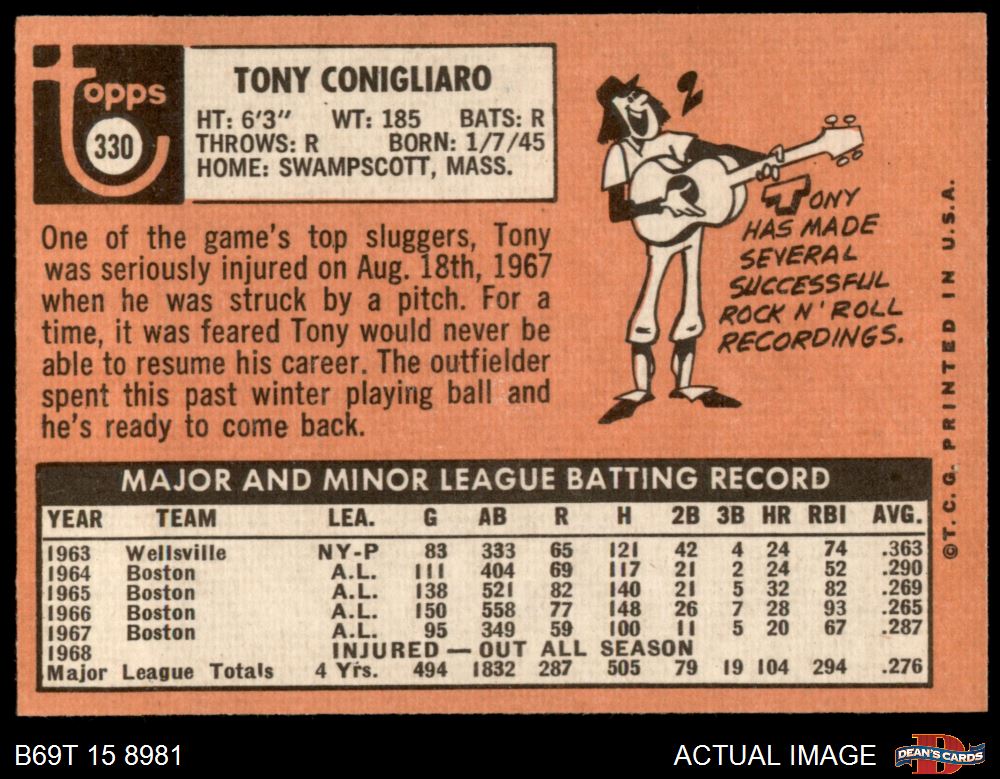 Topps
330
TONY CONIGLIARO
HT: 6'3" WT: 185 BATS: R
THROWS: R BORN: 1/7/45
HOME: SWAMPSCOTT, MASS.
One of the game's top sluggers, Tony
was seriously injured on Aug. 18th, 1967
when he was struck by a pitch. For a
time, it was feared Tony would never be
able to resume his career. The outfielder
spent this past winter playing ball and
he's ready to come back.
TONY
HAS MADE
SEVERAL
SUCCESSFUL
ROCK N' ROLL
RECORDINGS.
©T. C. G. PRINTED IN U.S.A.
MAJOR AND MINOR LEAGUE BATTING RECORD
YEAR TEAM LEA. G AB R H 2B 3B HR RBI AVG.
1963 Wellsville NY-P 83 333 65 121 42 4 24 74 .363
1964 Boston A.L. 111 404 69 117 21 2 24 52 .290
1965 Boston A.L. 138 521 82 140 21 5 32 82 .269
1966 Boston A.L. 150 558 77 148 26 7 28 93 .265
1967 Boston A.L. 95 349 59 100 11 5 20 67 .287
1968 INJURED — OUT ALL SEASON
Major League Totals 4 Yrs. 494 1832 287 505 79 19 104 294 .276
B69T 15 8981 ACTUAL IMAGE DEAN'S CARDS